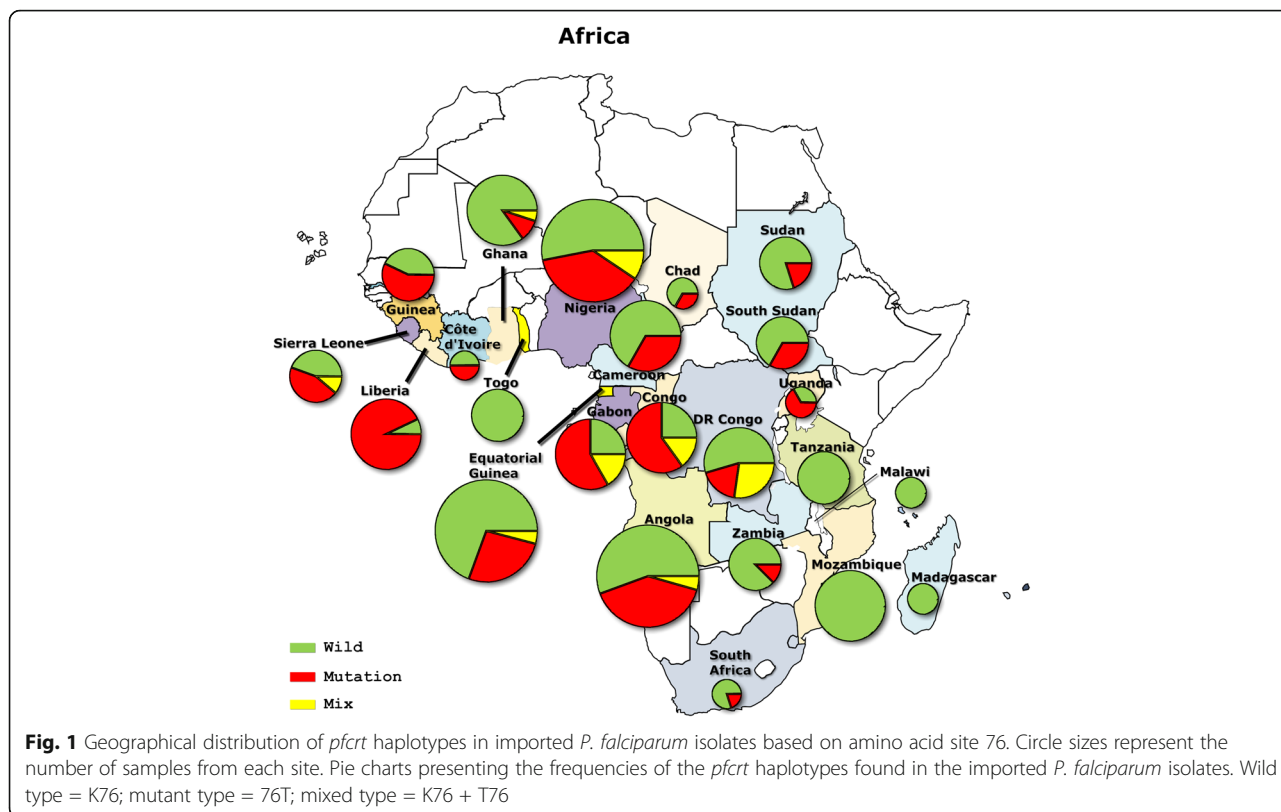 Africa
Ghana
Nigeria
Chad
Sudan
South Sudan
Guinea
Sierra Leone
Côte
d'Ivoire
Liberia
Togo
Cameroon
Congo
Gabon
DR Congo
Uganda
Equatorial
Guinea
Tanzania
Malawi
Angola
Zambia
Mozambique
Madagascar
South
Africa
Wild
Mutation
Mix
Fig. 1 Geographical distribution of pfcrt haplotypes in imported P. falciparum isolates based on amino acid site 76. Circle sizes represent the
number of samples from each site. Pie charts presenting the frequencies of the pfcrt haplotypes found in the imported P. falciparum isolates. Wild
type = K76; mutant type = 76T; mixed type = K76 + T76